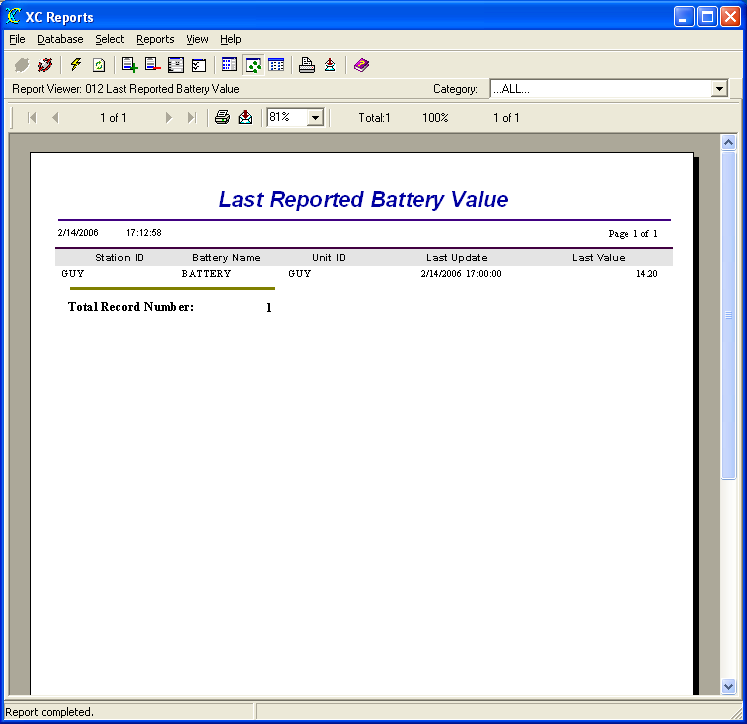 XC Reports
File Database Select Reports View Help
Report Viewer: 012 Last Reported Battery Value Category: ...ALL...
1 of 1 81% Total:1 100% 1 of 1
Last Reported Battery Value
2/14/2006 17:12:58 Page 1 of 1
Station ID Battery Name Unit ID Last Update Last Value
GUY BATTERY GUY 2/14/2006 17:00:00 14.20
Total Record Number: 1
Report completed.